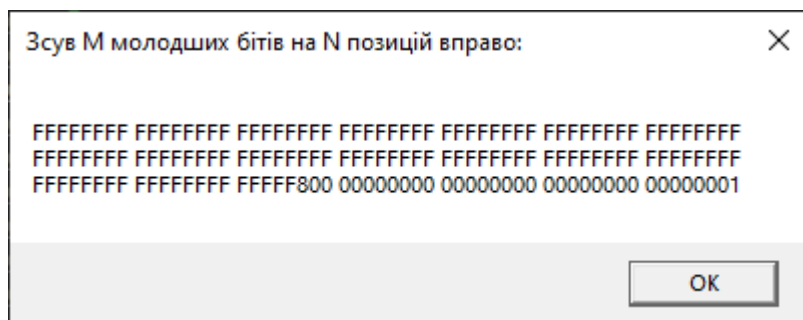 Зсув M молодших бітів на N позицій вправо:
FFFFFFFF FFFFFFFF FFFFFFFF FFFFFFFF FFFFFFFF FFFFFFFF FFFFFFFF
FFFFFFFF FFFFFFFF FFFFFFFF FFFFFFFF FFFFFFFF FFFFFFFF FFFFFFFF
FFFFFFFF FFFFFFFF FFFFF800 00000000 00000000 00000000 00000001
OK